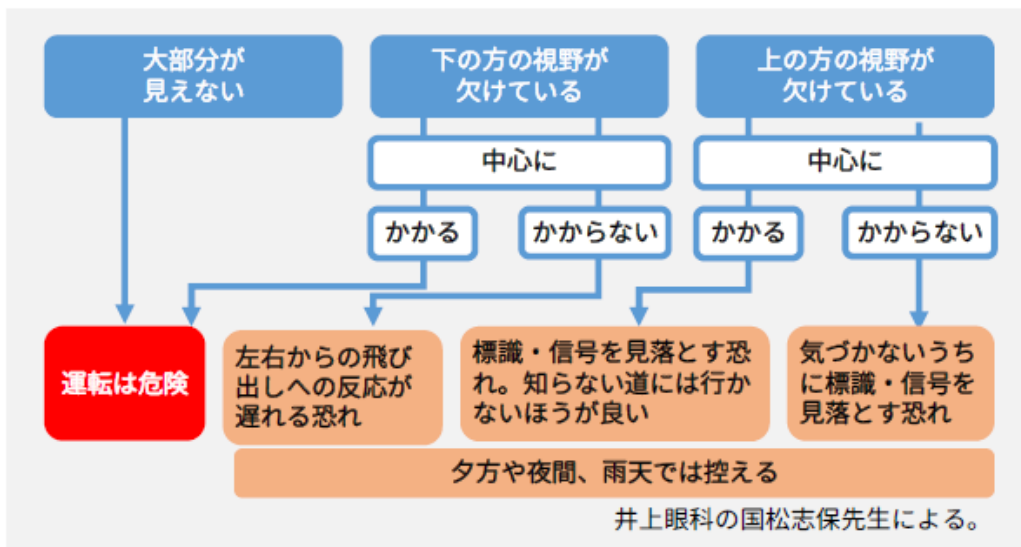 大部分が
見えない
下の方の視野が
欠けている
上の方の視野が
欠けている
中心に
中心に
かかる
かからない
かかる
かからない
運転は危険
左右からの飛び
出しへの反応が
遅れる恐れ
標識・信号を見落とす恐
れ。知らない道には行か
ないほうが良い
気づかないうち
に標識・信号を
見落とす恐れ
夕方や夜間、雨天では控える
井上眼科の国松志保先生による。